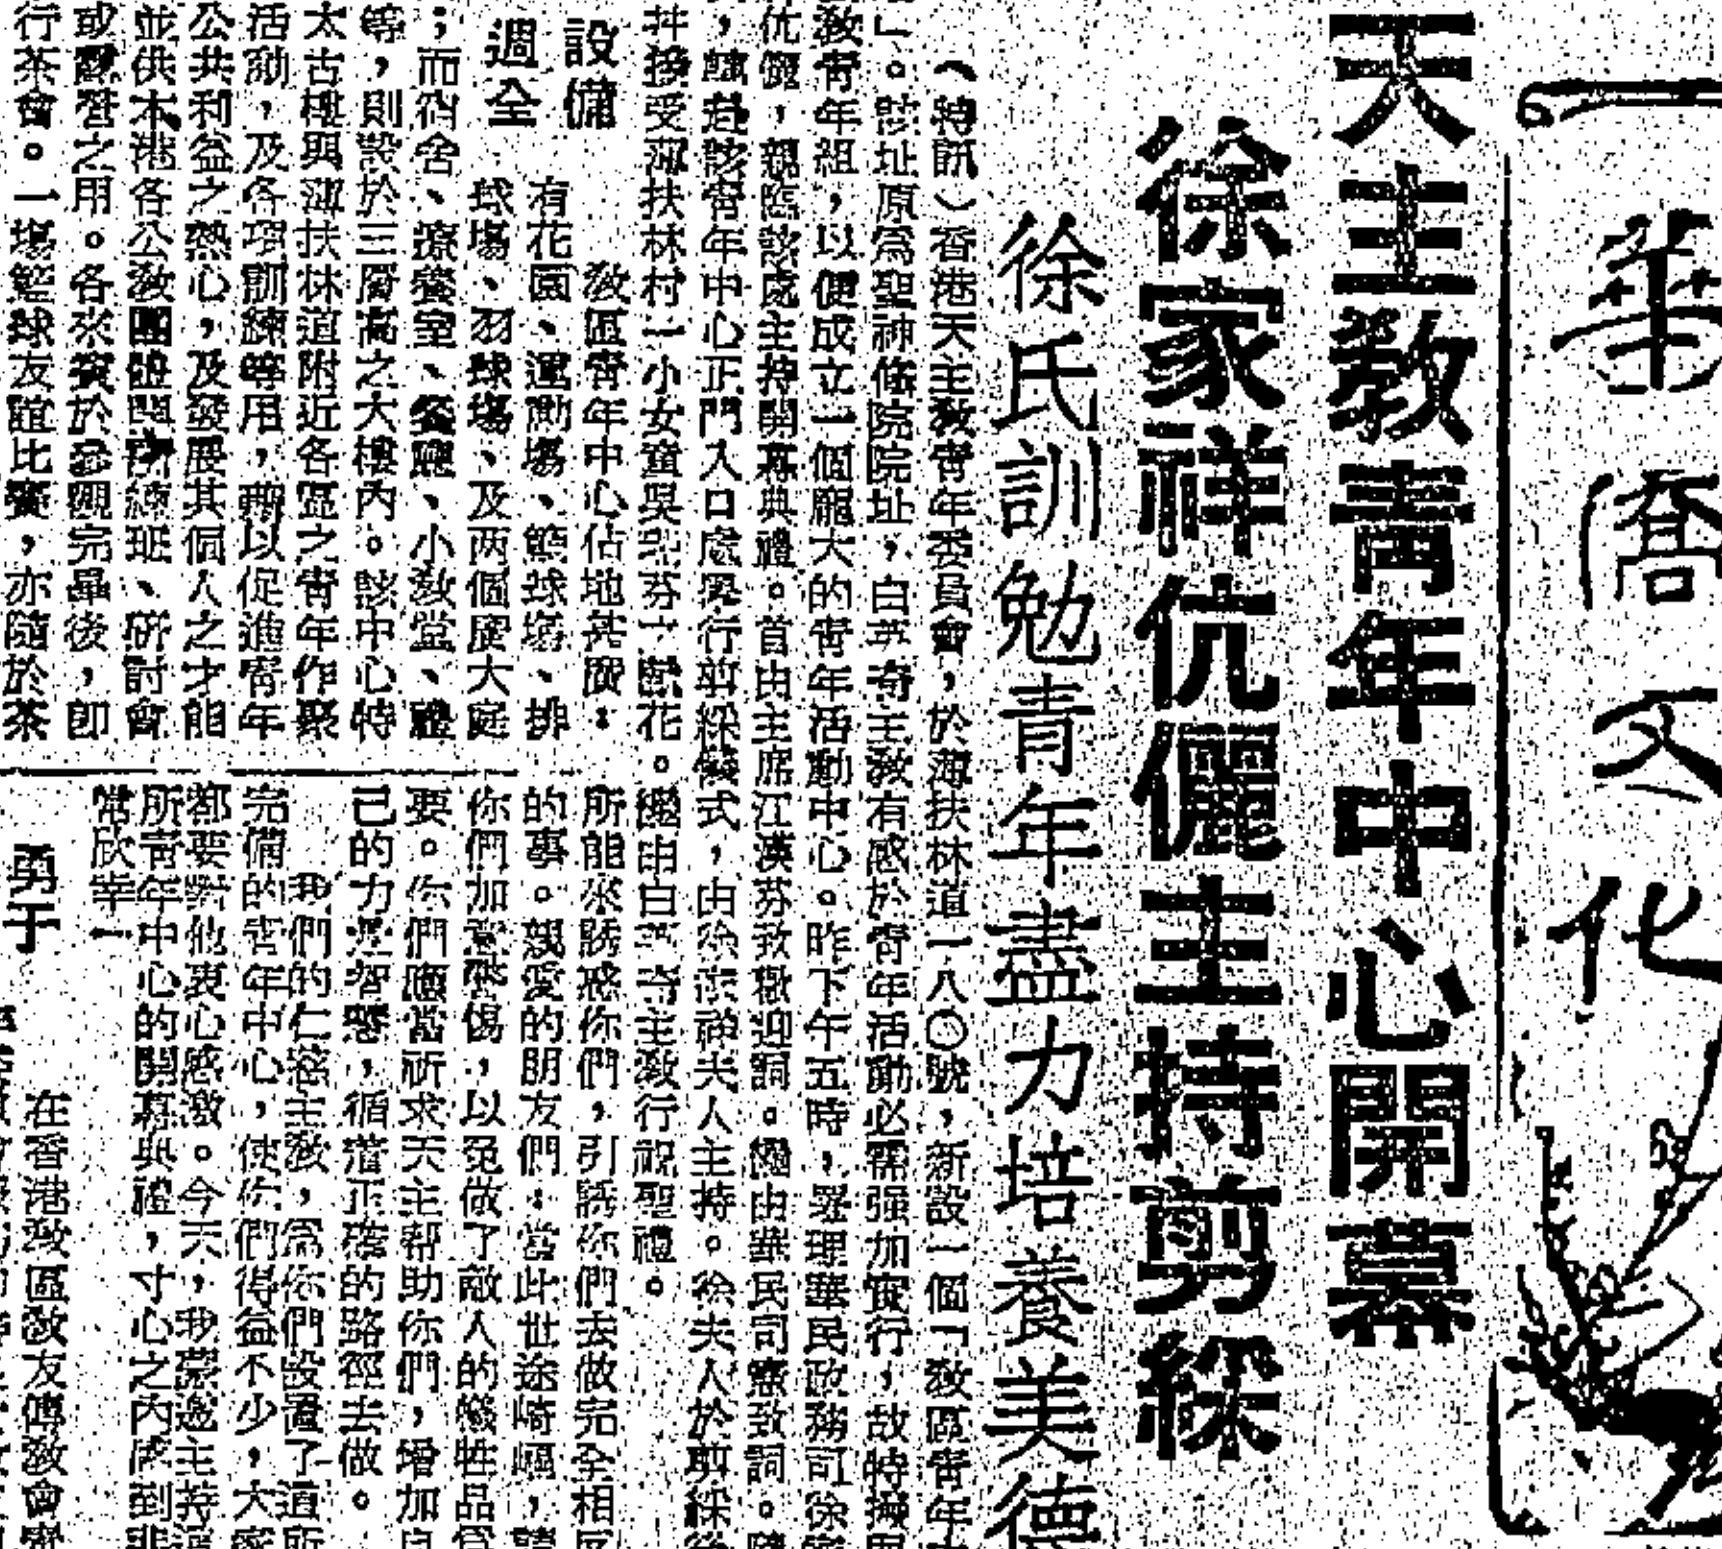 華僑文化
天主教青年中心開幕
徐家祥伉儷主持剪綵
徐氏訓勉青年盡力培養美德
（特訊）香港天主教青年委員會，於薄扶林道一八〇號，新設一個「教區青年
」。該址原為聖神修院院址，白英奇主教有感於青年活動必需强加實行，故特撥
教青年組，以便成立一個龐大的青年活動中心。昨下午五時，署理華民政務司徐家
伉儷，親臨該處主持開幕典禮。首由主席江漢芬致歡迎詞。繼由華民司憲致詞。隨
，轉赴該青年中心正門入口處舉行剪綵儀式，由徐家祥夫人主持。徐夫人於剪綵後
并接受薄扶林村一小女童吳 芬 獻花。繼由白英奇主教行祝聖禮。
設備
週全
教區青年中心佔地甚廣：
有花園、運動場、籃球場、排
球場、羽球場、及两個廣大庭
；而宿舍、療養室、餐廳、小教堂、禮
等，則設於三層高之大樓內。該中心特
太古樓與薄扶林道附近各區之青年作聚
活動，及各項訓練等用，藉以促進青年
公共利益之熱心，及發展其個人之才能
並供本港各公教團體開訓練班、研討會
或露營之用。各來賓於參觀完畢後，即
行茶會。一場籃球友誼比賽，亦隨於茶
所能來誘惑你們，引誘你們去做完全相反
的事。親愛的朋友們：當此世途崎嶇，請
你們加意警惕，以免做了敵人的犧牲品為
要。你們應當祈求天主帮助你們，增加自
己的力量智慧，循着正確的路徑去做。
我們的仁慈主教，為你們設置了這所
完備的青年中心，使你們得益不少，大家
都要對他衷心感激。今天，我蒙邀主持這
所青年中心的開幕典禮，寸心之內感到非
常欣幸！
勇于
在香港教區教友傳教會